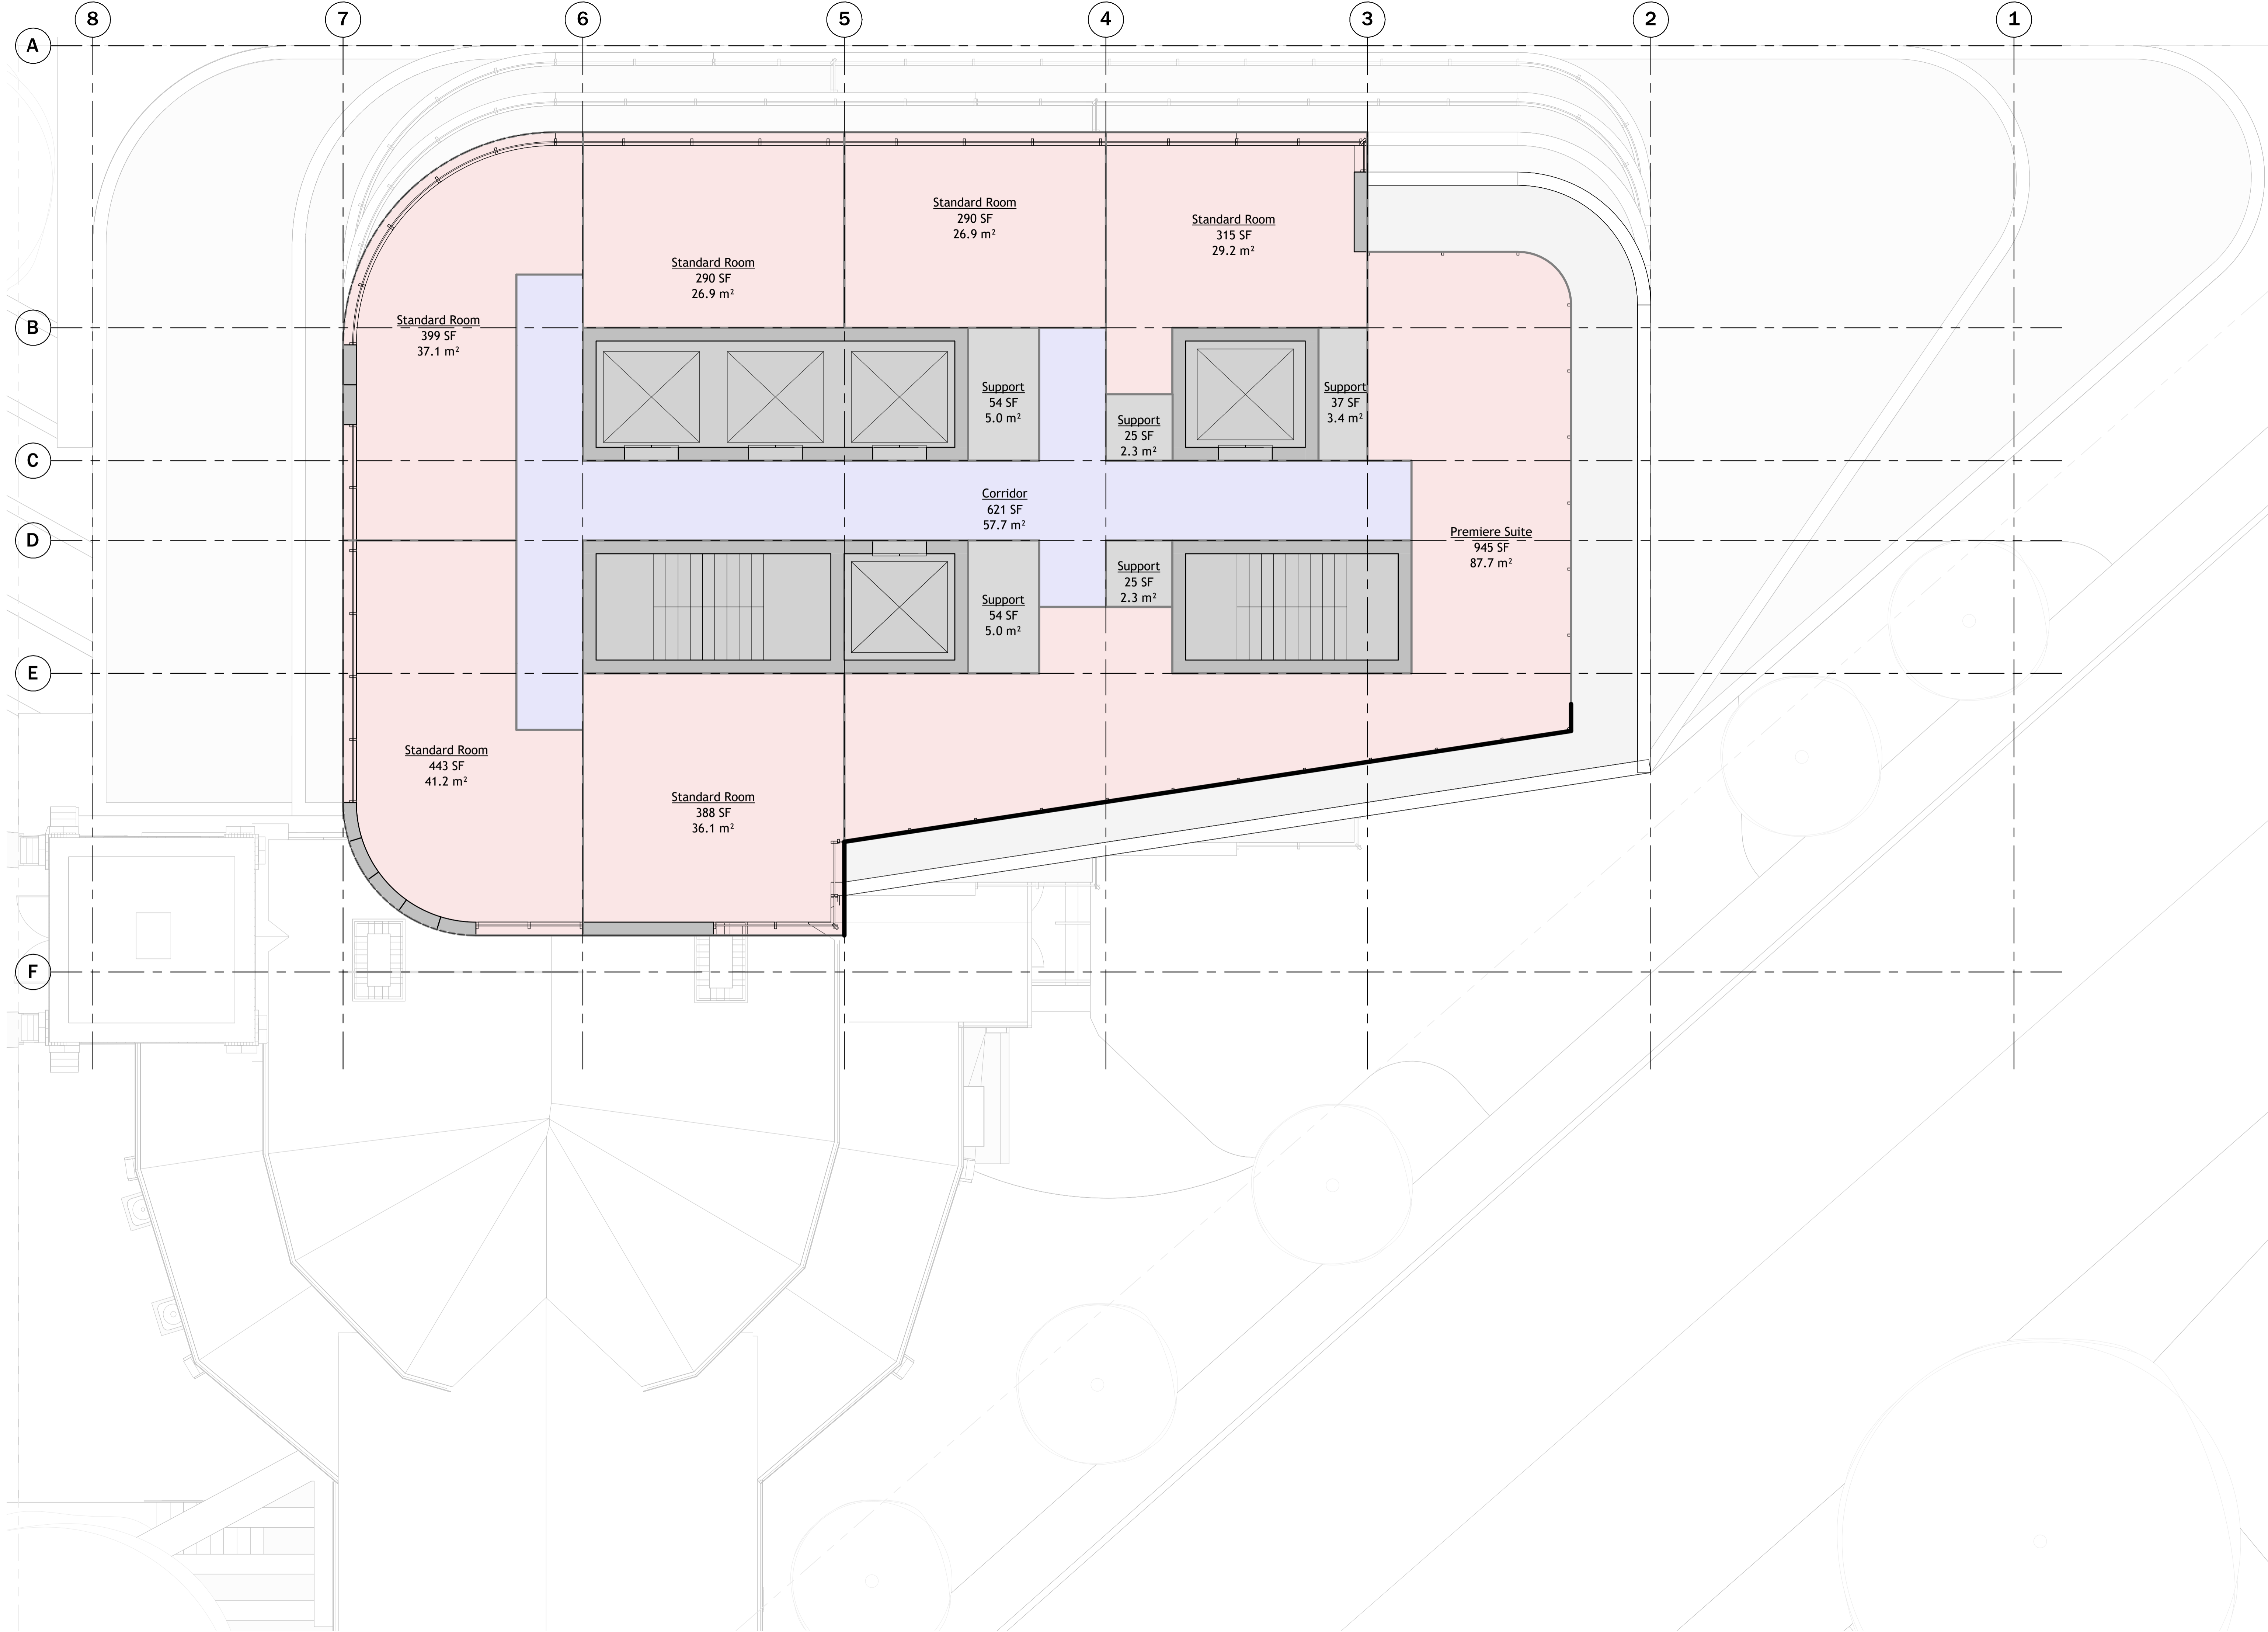 8
7
6
5
4
3
2
1
A
B
C
D
E
F
Standard Room
399 SF
37.1 m²
Standard Room
290 SF
26.9 m²
Standard Room
290 SF
26.9 m²
Standard Room
315 SF
29.2 m²
Support
54 SF
5.0 m²
Support
25 SF
2.3 m²
Support
37 SF
3.4 m²
Corridor
621 SF
57.7 m²
Premiere Suite
945 SF
87.7 m²
Support
54 SF
5.0 m²
Support
25 SF
2.3 m²
Standard Room
443 SF
41.2 m²
Standard Room
388 SF
36.1 m²